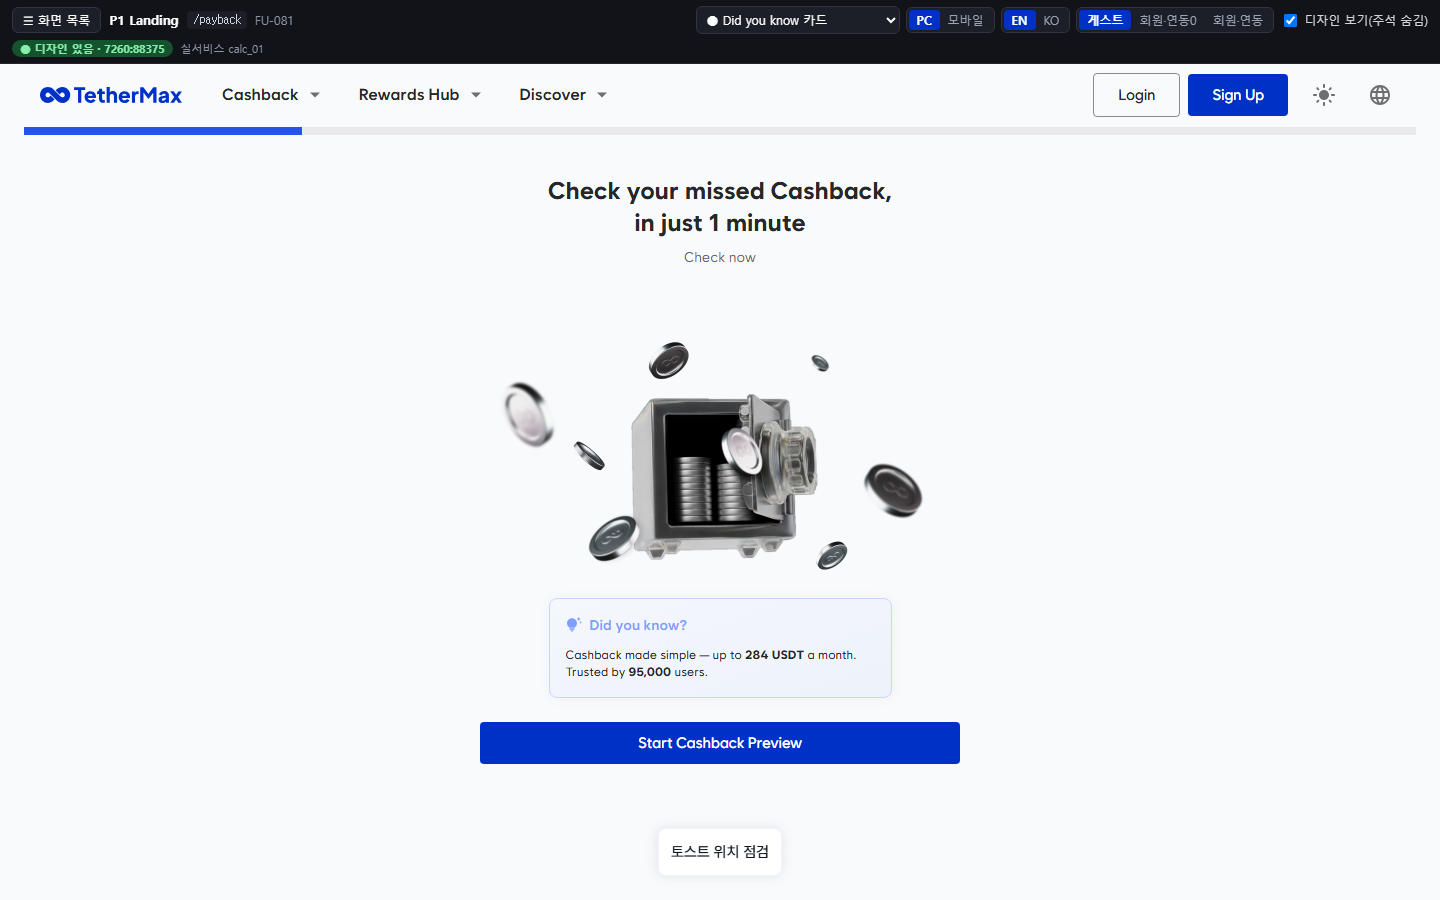 ☰ 화면 목록 P1 Landing /payback FU-081
● Did you know 카드 PC 모바일 EN KO 게스트 회원·연동0 회원·연동 디자인 보기(주석 숨김)
● 디자인 있음 · 7260:88375 실서비스 calc_01
TetherMax Cashback Rewards Hub Discover Login Sign Up
Check your missed Cashback,
in just 1 minute
Check now
Did you know?
Cashback made simple — up to 284 USDT a month.
Trusted by 95,000 users.
Start Cashback Preview
토스트 위치 점검